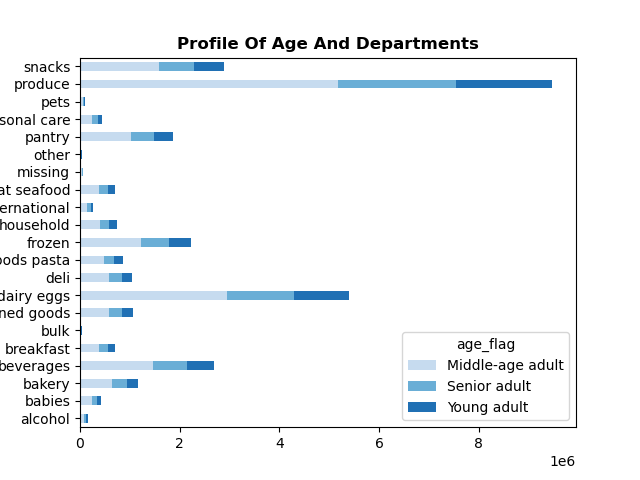 Profile Of Age And Departments
snacks
produce
pets
sonal care
pantry
other
missing
at seafood
ernational
household
frozen
oods pasta
deli
dairy eggs
ned goods
bulk
breakfast
beverages
bakery
babies
alcohol
age_flag
Middle-age adult
Senior adult
Young adult
0 2 4 6 8
1e6